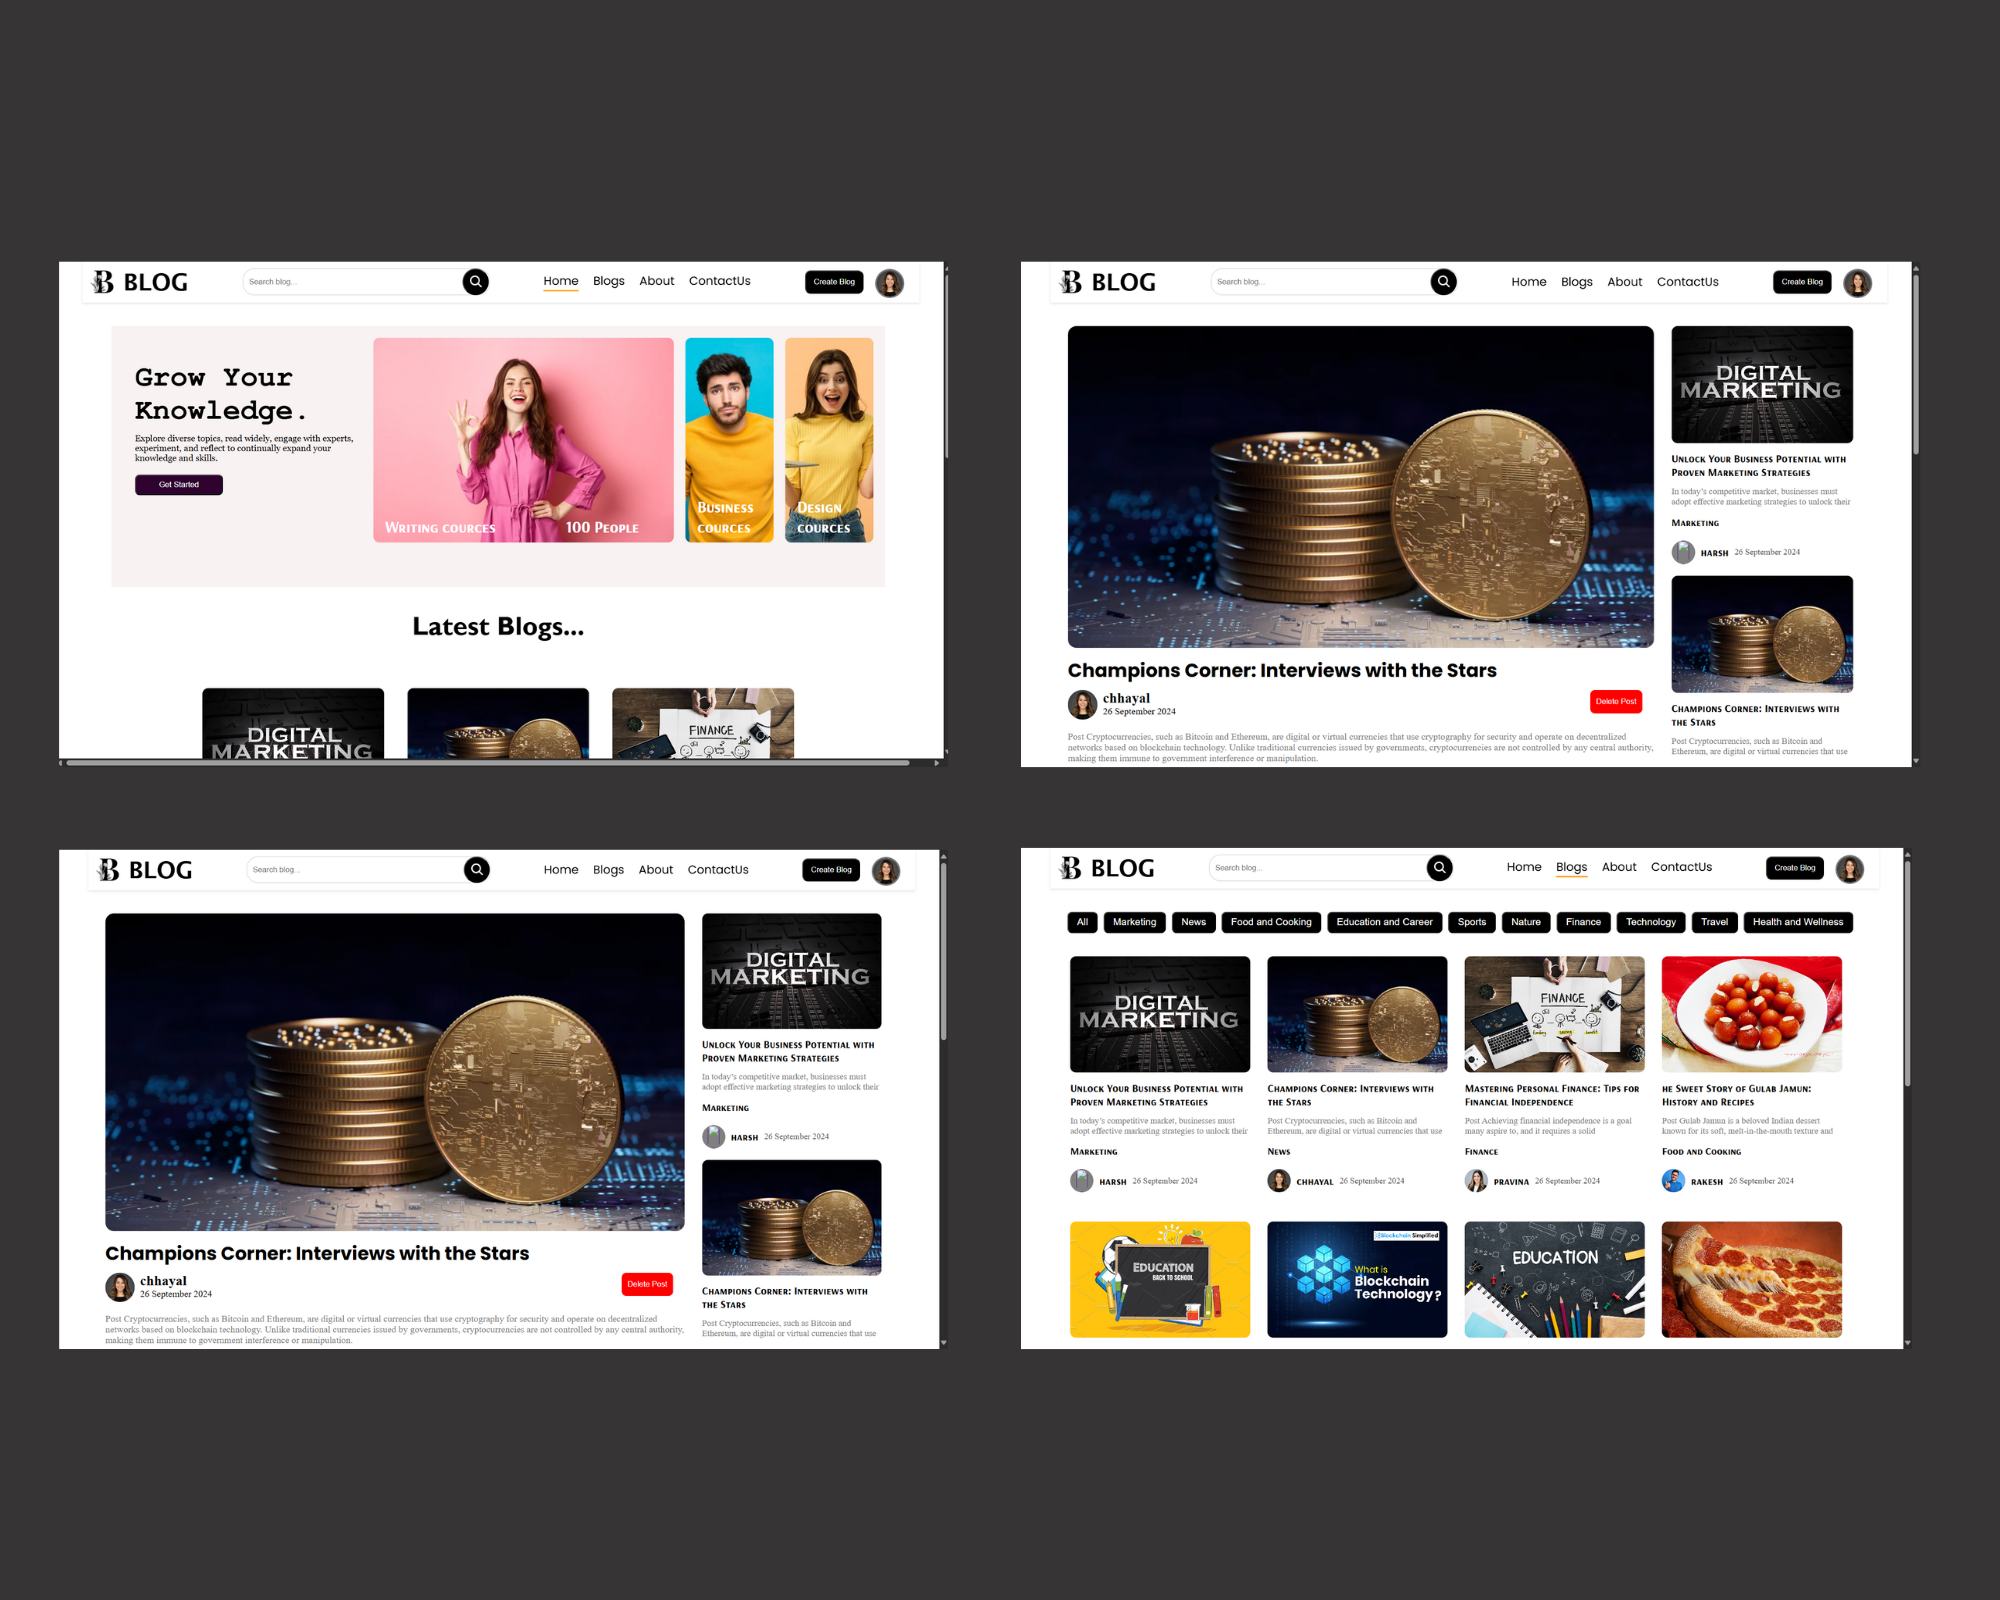 BLOG
Search blog...
Home Blogs About ContactUs
Create Blog
Grow Your
Knowledge.
Explore diverse topics, read widely, engage with experts,
experiment, and reflect to continually expand your
knowledge and skills.
Get Started
Writing cources 100 People
Business
cources
Design
cources
Latest Blogs...
DIGITAL
MARKETING
FINANCE
BLOG
Search blog...
Home Blogs About ContactUs
Create Blog
Champions Corner: Interviews with the Stars
chhayal
26 September 2024
Delete Post
Post Cryptocurrencies, such as Bitcoin and Ethereum, are digital or virtual currencies that use cryptography for security and operate on decentralized
networks based on blockchain technology. Unlike traditional currencies issued by governments, cryptocurrencies are not controlled by any central authority,
making them immune to government interference or manipulation.
DIGITAL
MARKETING
Unlock Your Business Potential with
Proven Marketing Strategies
In today's competitive market, businesses must
adopt effective marketing strategies to unlock their
Marketing
HARSH 26 September 2024
Champions Corner: Interviews with
the Stars
Post Cryptocurrencies, such as Bitcoin and
Ethereum, are digital or virtual currencies that use
BLOG
Search blog...
Home Blogs About ContactUs
Create Blog
Champions Corner: Interviews with the Stars
chhayal
26 September 2024
Delete Post
Post Cryptocurrencies, such as Bitcoin and Ethereum, are digital or virtual currencies that use cryptography for security and operate on decentralized
networks based on blockchain technology. Unlike traditional currencies issued by governments, cryptocurrencies are not controlled by any central authority,
making them immune to government interference or manipulation.
DIGITAL
MARKETING
Unlock Your Business Potential with
Proven Marketing Strategies
In today's competitive market, businesses must
adopt effective marketing strategies to unlock their
Marketing
HARSH 26 September 2024
Champions Corner: Interviews with
the Stars
Post Cryptocurrencies, such as Bitcoin and
Ethereum, are digital or virtual currencies that use
BLOG
Search blog...
Home Blogs About ContactUs
Create Blog
All Marketing News Food and Cooking Education and Career Sports Nature Finance Technology Travel Health and Wellness
DIGITAL
MARKETING
Unlock Your Business Potential with
Proven Marketing Strategies
In today's competitive market, businesses must
adopt effective marketing strategies to unlock their
Marketing
HARSH 26 September 2024
Champions Corner: Interviews with
the Stars
Post Cryptocurrencies, such as Bitcoin and
Ethereum, are digital or virtual currencies that use
News
CHHAYAL 26 September 2024
FINANCE
Mastering Personal Finance: Tips for
Financial Independence
Post Achieving financial independence is a goal
many aspire to, and it requires a solid
Finance
PRAVINA 26 September 2024
he Sweet Story of Gulab Jamun:
History and Recipes
Post Gulab Jamun is a beloved Indian dessert
known for its soft, melt-in-the-mouth texture and
Food and Cooking
RAKESH 26 September 2024
EDUCATION
BACK TO SCHOOL
Blockchain Simplified
What is
Blockchain
Technology?
EDUCATION